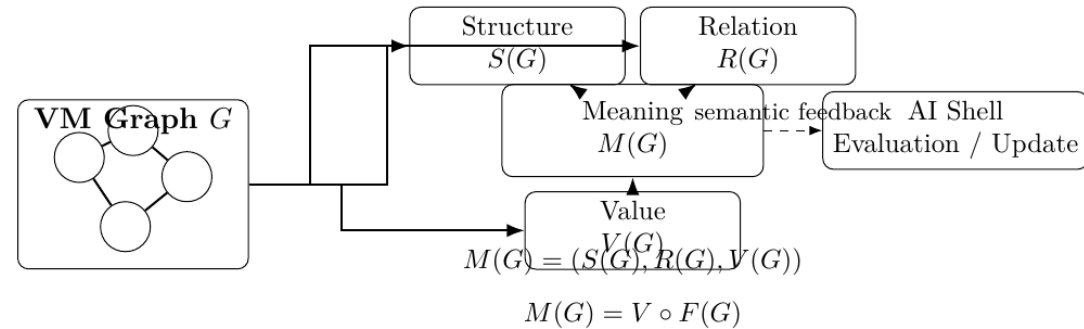 Structure
S(G)
Relation
R(G)
VM Graph G
Meaning
M(G)
semantic feedback
AI Shell
Evaluation / Update
Value
V(G)
M(G) = (S(G), R(G), V(G))
M(G) = V ∘ F(G)